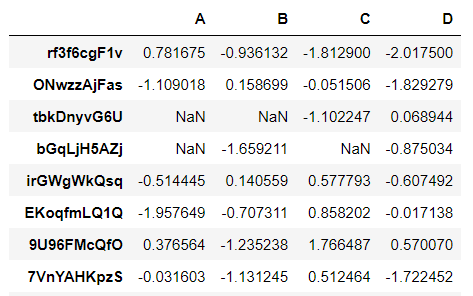 A B C D
rf3f6cgF1v 0.781675 -0.936132 -1.812900 -2.017500
ONwzzAjFas -1.109018 0.158699 -0.051506 -1.829279
tbkDnyvG6U NaN NaN -1.102247 0.068944
bGqLjH5AZj NaN -1.659211 NaN -0.875034
irGWgWkQsq -0.514445 0.140559 0.577793 -0.607492
EKoqfmLQ1Q -1.957649 -0.707311 0.858202 -0.017138
9U96FMcQfO 0.376564 -1.235238 1.766487 0.570070
7VnYAHKpzS -0.031603 -1.131245 0.512464 -1.722452